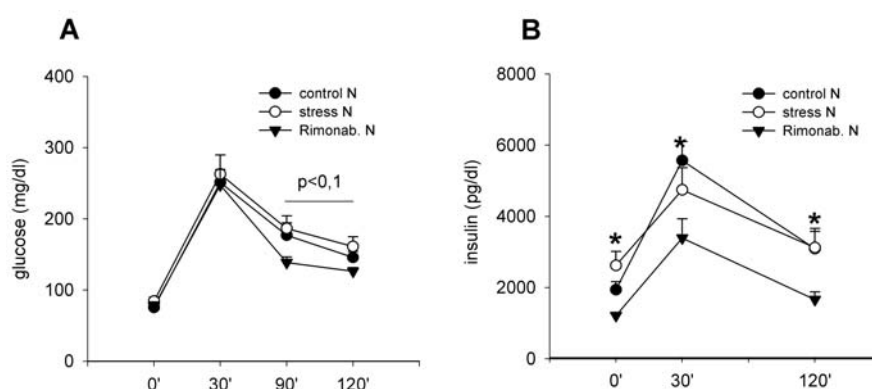 A
400
300
200
100
0
glucose (mg/dl)
control N
stress N
Rimonab. N
p<0,1
0' 30' 90' 120'
B
8000
6000
4000
2000
0
insulin (pg/dl)
control N
stress N
Rimonab. N
*
*
*
0' 30' 120'